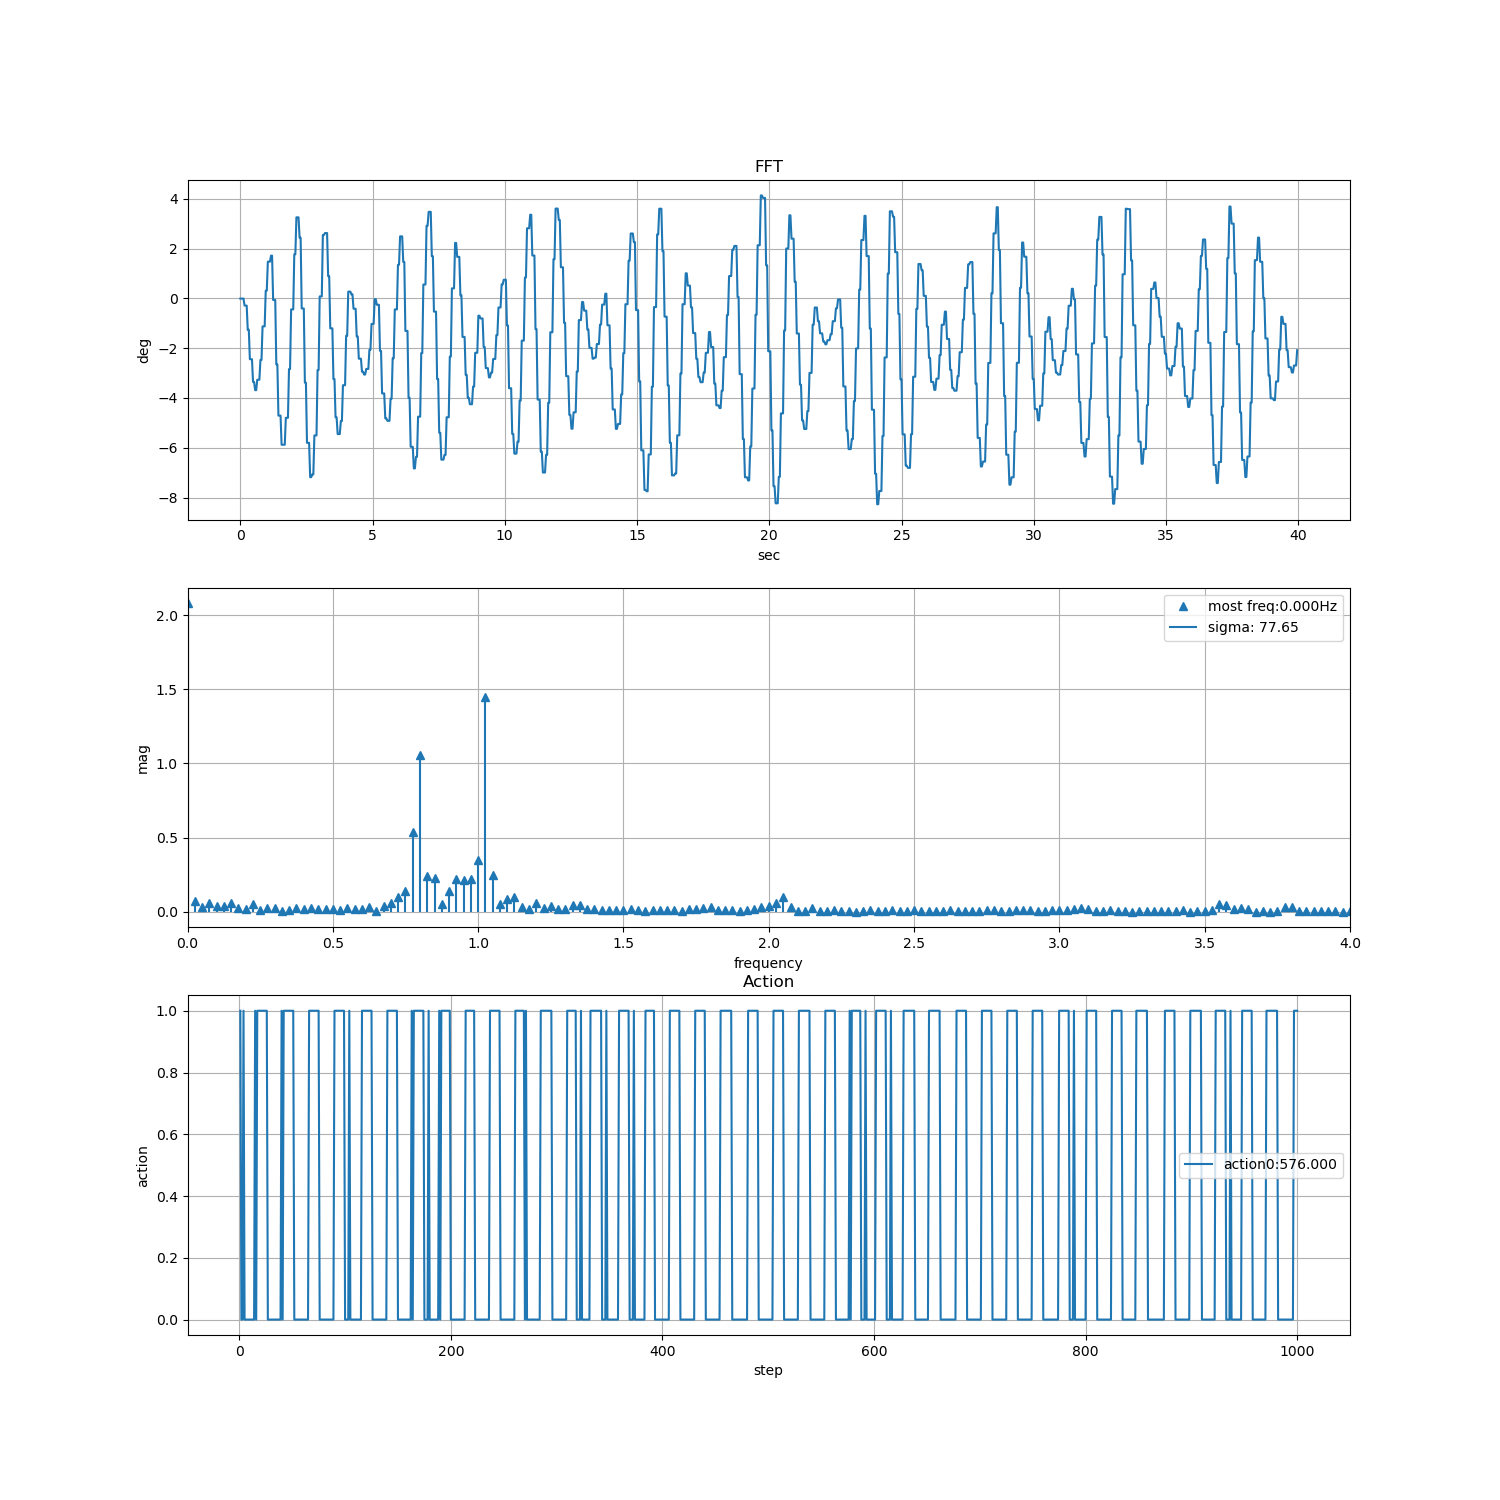 FFT
4
2
0
−2
−4
−6
−8
deg
0 5 10 15 20 25 30 35 40
sec
2.0
1.5
1.0
0.5
0.0
mag
most freq:0.000Hz
sigma: 77.65
0.0 0.5 1.0 1.5 2.0 2.5 3.0 3.5 4.0
frequency
Action
1.0
0.8
0.6
0.4
0.2
0.0
action
action0:576.000
0 200 400 600 800 1000
step